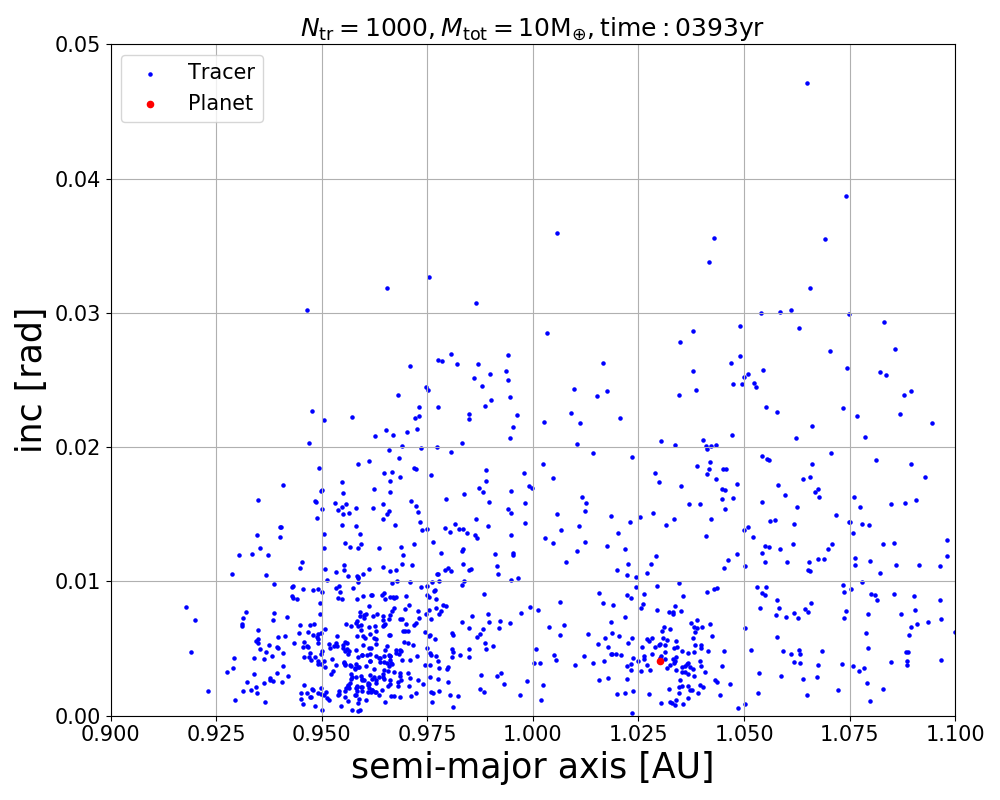 N_tr = 1000, M_tot = 10M_⊕, time : 0393yr
Tracer
Planet
inc [rad]
0.05
0.04
0.03
0.02
0.01
0.00
0.900 0.925 0.950 0.975 1.000 1.025 1.050 1.075 1.100
semi-major axis [AU]